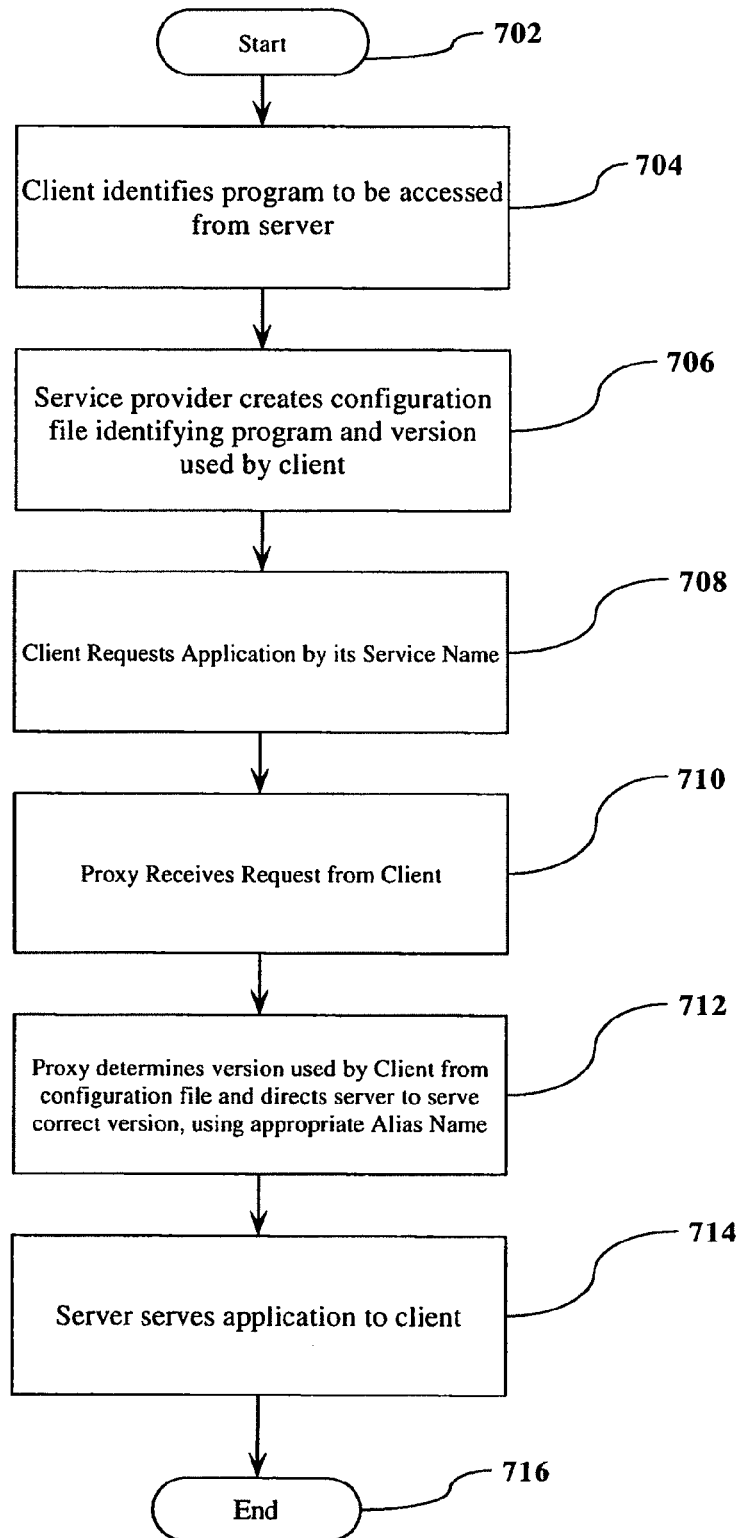 Start
702
Client identifies program to be accessed
from server
704
Service provider creates configuration
file identifying program and version
used by client
706
Client Requests Application by its Service Name
708
Proxy Receives Request from Client
710
Proxy determines version used by Client from
configuration file and directs server to serve
correct version, using appropriate Alias Name
712
Server serves application to client
714
End
716